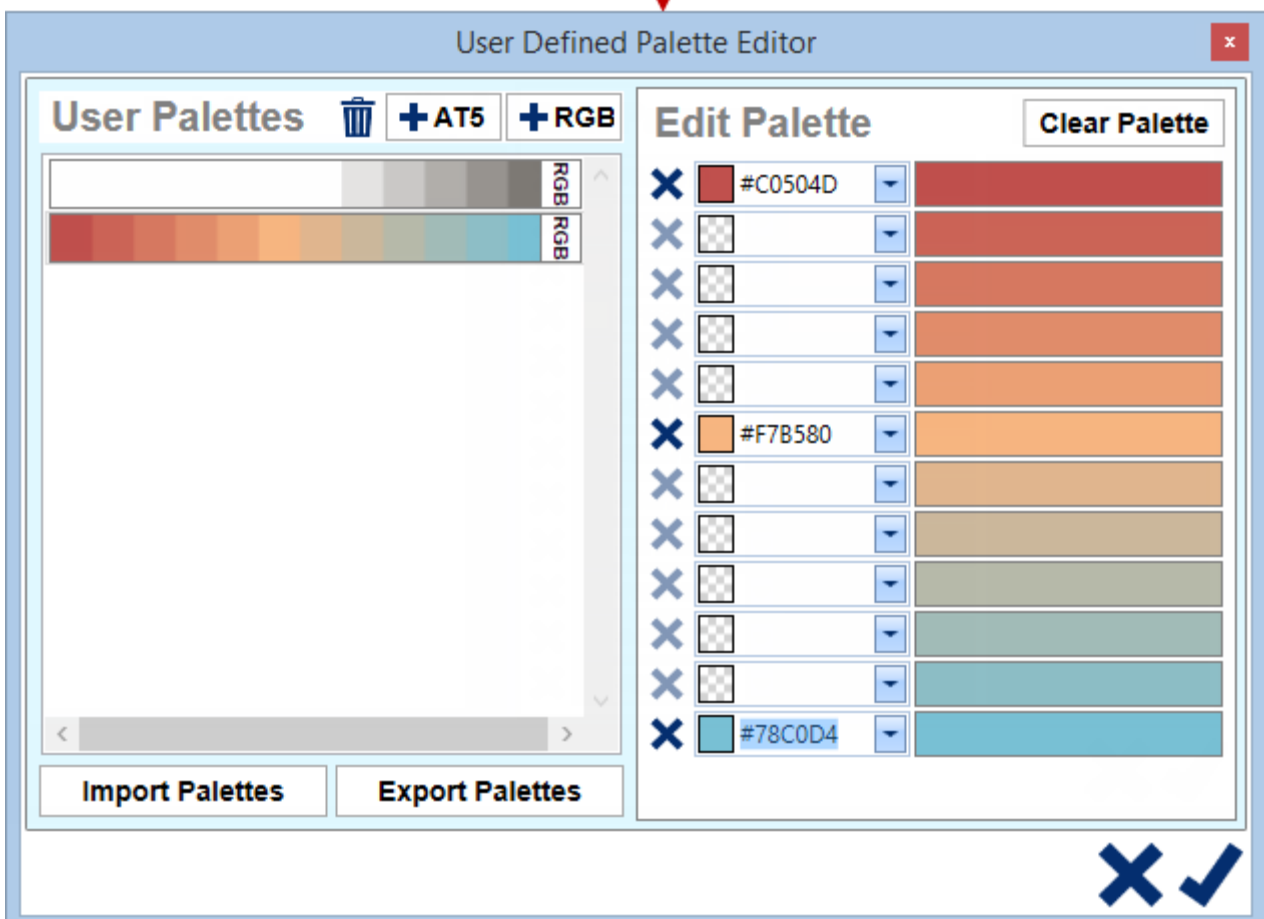 User Defined Palette Editor
x
User Palettes
AT5
RGB
RGB
RGB
Import Palettes
Export Palettes
Edit Palette
Clear Palette
#C0504D
#F7B580
#78C0D4